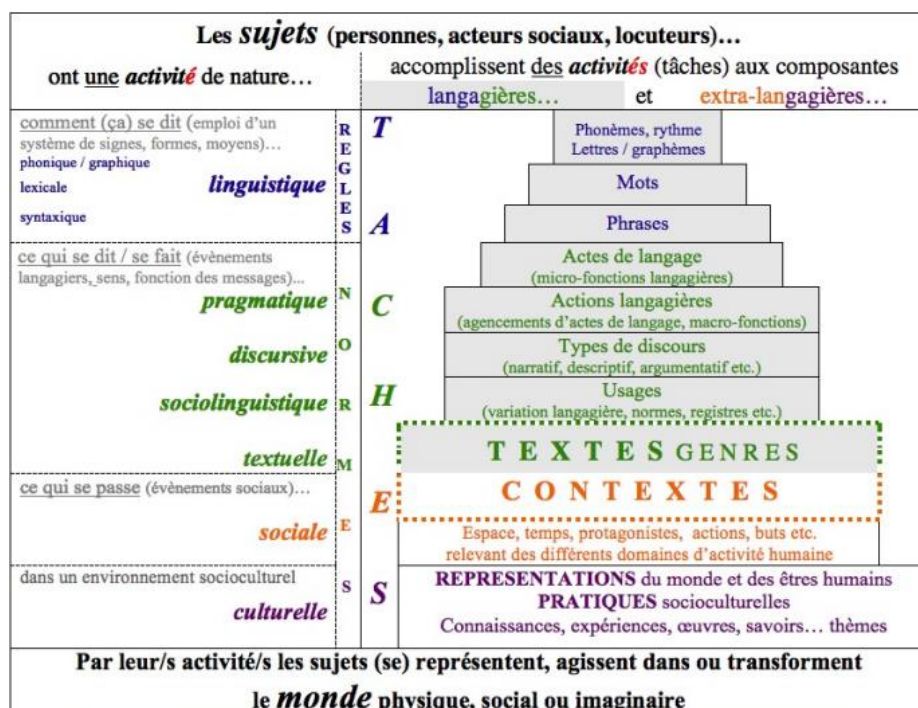 Les sujets (personnes, acteurs sociaux, locuteurs)…
ont une activité de nature…
accomplissent des activités (tâches) aux composantes
langagières… et extra-langagières…
comment (ça) se dit (emploi d'un
système de signes, formes, moyens)…
phonique / graphique
linguistique
lexicale
syntaxique
REGLES
ce qui se dit / se fait (évènements
langagiers, sens, fonction des messages)...
pragmatique
discursive
sociolinguistique
textuelle
ce qui se passe (évènements sociaux)…
sociale
dans un environnement socioculturel
culturelle
NORMES
TACHES
Phonèmes, rythme
Lettres / graphèmes
Mots
Phrases
Actes de langage
(micro-fonctions langagières)
Actions langagières
(agencements d'actes de langage, macro-fonctions)
Types de discours
(narratif, descriptif, argumentatif etc.)
Usages
(variation langagière, normes, registres etc.)
TEXTES GENRES
CONTEXTES
Espace, temps, protagonistes, actions, buts etc.
relevant des différents domaines d'activité humaine
REPRESENTATIONS du monde et des êtres humains
PRATIQUES socioculturelles
Connaissances, expériences, œuvres, savoirs… thèmes
Par leur/s activité/s les sujets (se) représentent, agissent dans ou transforment
le monde physique, social ou imaginaire